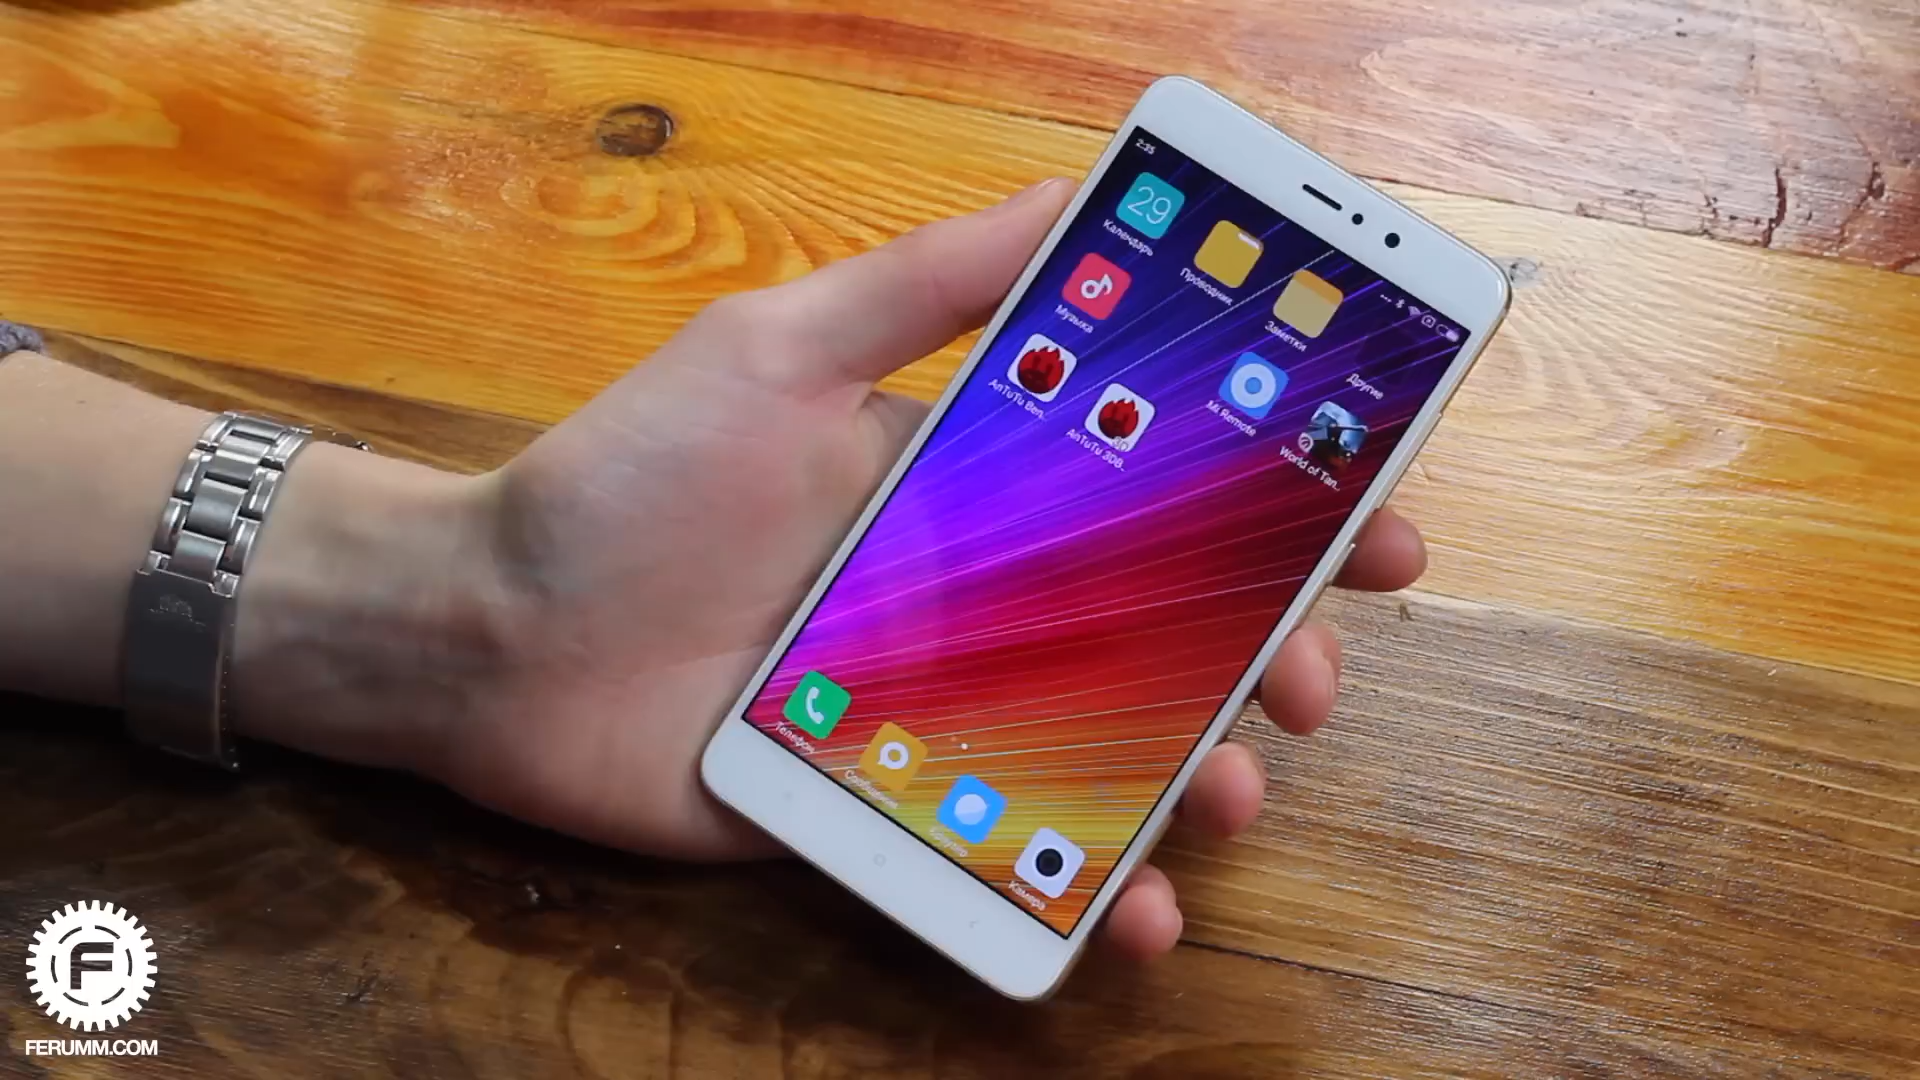 2:35
29
Календарь
Проводник
Заметки
Другие
Музыка
AnTuTu Ben..
AnTuTu 3DB..
3D
Mi Remote
World of Tan..
Телефон
Сообщения
Камера
F
FERUMM.COM